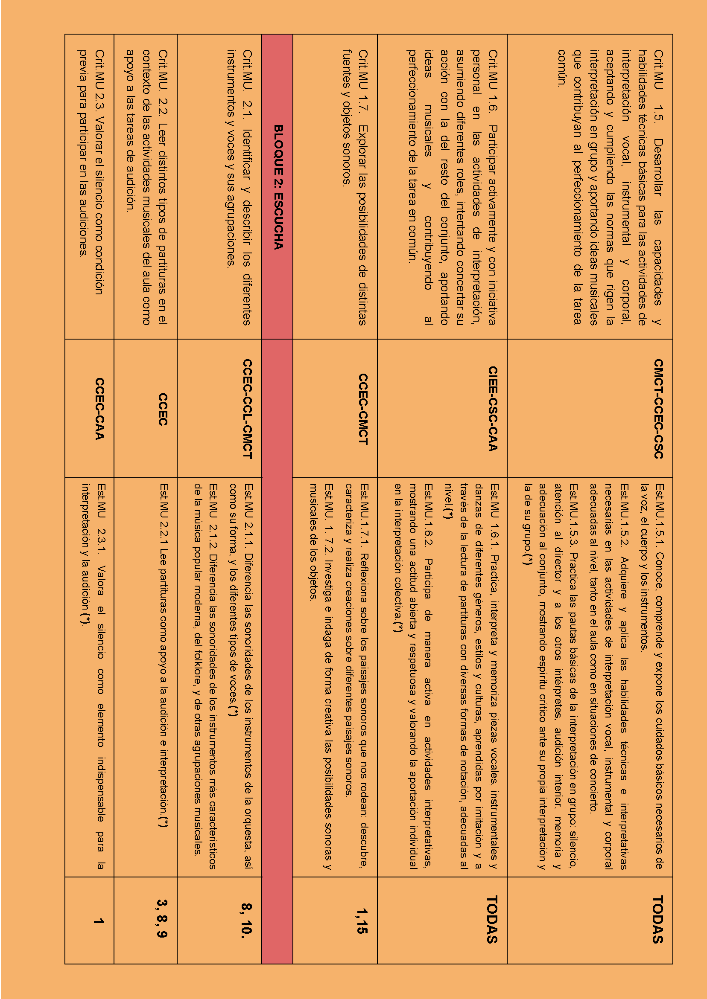 Crit.MU 1.5. Desarrollar las capacidades y
habilidades técnicas básicas para las actividades de
interpretación vocal, instrumental y corporal,
aceptando y cumpliendo las normas que rigen la
interpretación en grupo y aportando ideas musicales
que contribuyan al perfeccionamiento de la tarea
común.
CMCT-CCEC-CSC
Est.MU.1.5.1. Conoce, comprende y expone los cuidados básicos necesarios de
la voz, el cuerpo y los instrumentos.
Est.MU.1.5.2. Adquiere y aplica las habilidades técnicas e interpretativas
necesarias en las actividades de interpretación vocal, instrumental y corporal
adecuadas al nivel, tanto en el aula como en situaciones de concierto.
Est.MU.1.5.3. Practica las pautas básicas de la interpretación en grupo: silencio,
atención al director y a los otros intérpretes, audición interior, memoria y
adecuación al conjunto, mostrando espíritu crítico ante su propia interpretación y
la de su grupo.(*)
TODAS
Crit.MU 1.6. Participar activamente y con iniciativa
personal en las actividades de interpretación,
asumiendo diferentes roles, intentando concertar su
acción con la del resto del conjunto, aportando
ideas musicales y contribuyendo al
perfeccionamiento de la tarea en común.
CIEE-CSC-CAA
Est.MU 1.6.1. Practica, interpreta y memoriza piezas vocales, instrumentales y
danzas de diferentes géneros, estilos y culturas, aprendidas por imitación y a
través de la lectura de partituras con diversas formas de notación, adecuadas al
nivel.(*)
Est.MU.1.6.2. Participa de manera activa en actividades interpretativas,
mostrando una actitud abierta y respetuosa y valorando la aportación individual
en la interpretación colectiva.(*)
TODAS
Crit.MU 1.7. Explorar las posibilidades de distintas
fuentes y objetos sonoros.
CCEC-CMCT
Est.MU.1.7.1. Reflexiona sobre los paisajes sonoros que nos rodean: descubre,
caracteriza y realiza creaciones sobre diferentes paisajes sonoros.
Est.MU. 1. 7.2. Investiga e indaga de forma creativa las posibilidades sonoras y
musicales de los objetos.
1,15
BLOQUE 2: ESCUCHA
Crit.MU. 2.1. Identificar y describir los diferentes
instrumentos y voces y sus agrupaciones.
CCEC-CCL-CMCT
Est.MU 2.1.1. Diferencia las sonoridades de los instrumentos de la orquesta, así
como su forma, y los diferentes tipos de voces.(*)
Est.MU 2.1.2. Diferencia las sonoridades de los instrumentos más característicos
de la música popular moderna, del folklore, y de otras agrupaciones musicales.
8, 10.
Crit.MU. 2.2. Leer distintos tipos de partituras en el
contexto de las actividades musicales del aula como
apoyo a las tareas de audición.
CCEC
Est.MU 2.2.1 Lee partituras como apoyo a la audición e interpretación.(*)
3, 8, 9
Crit.MU 2.3. Valorar el silencio como condición
previa para participar en las audiciones.
CCEC-CAA
Est.MU 2.3.1. Valora el silencio como elemento indispensable para la
interpretación y la audición (*).
1